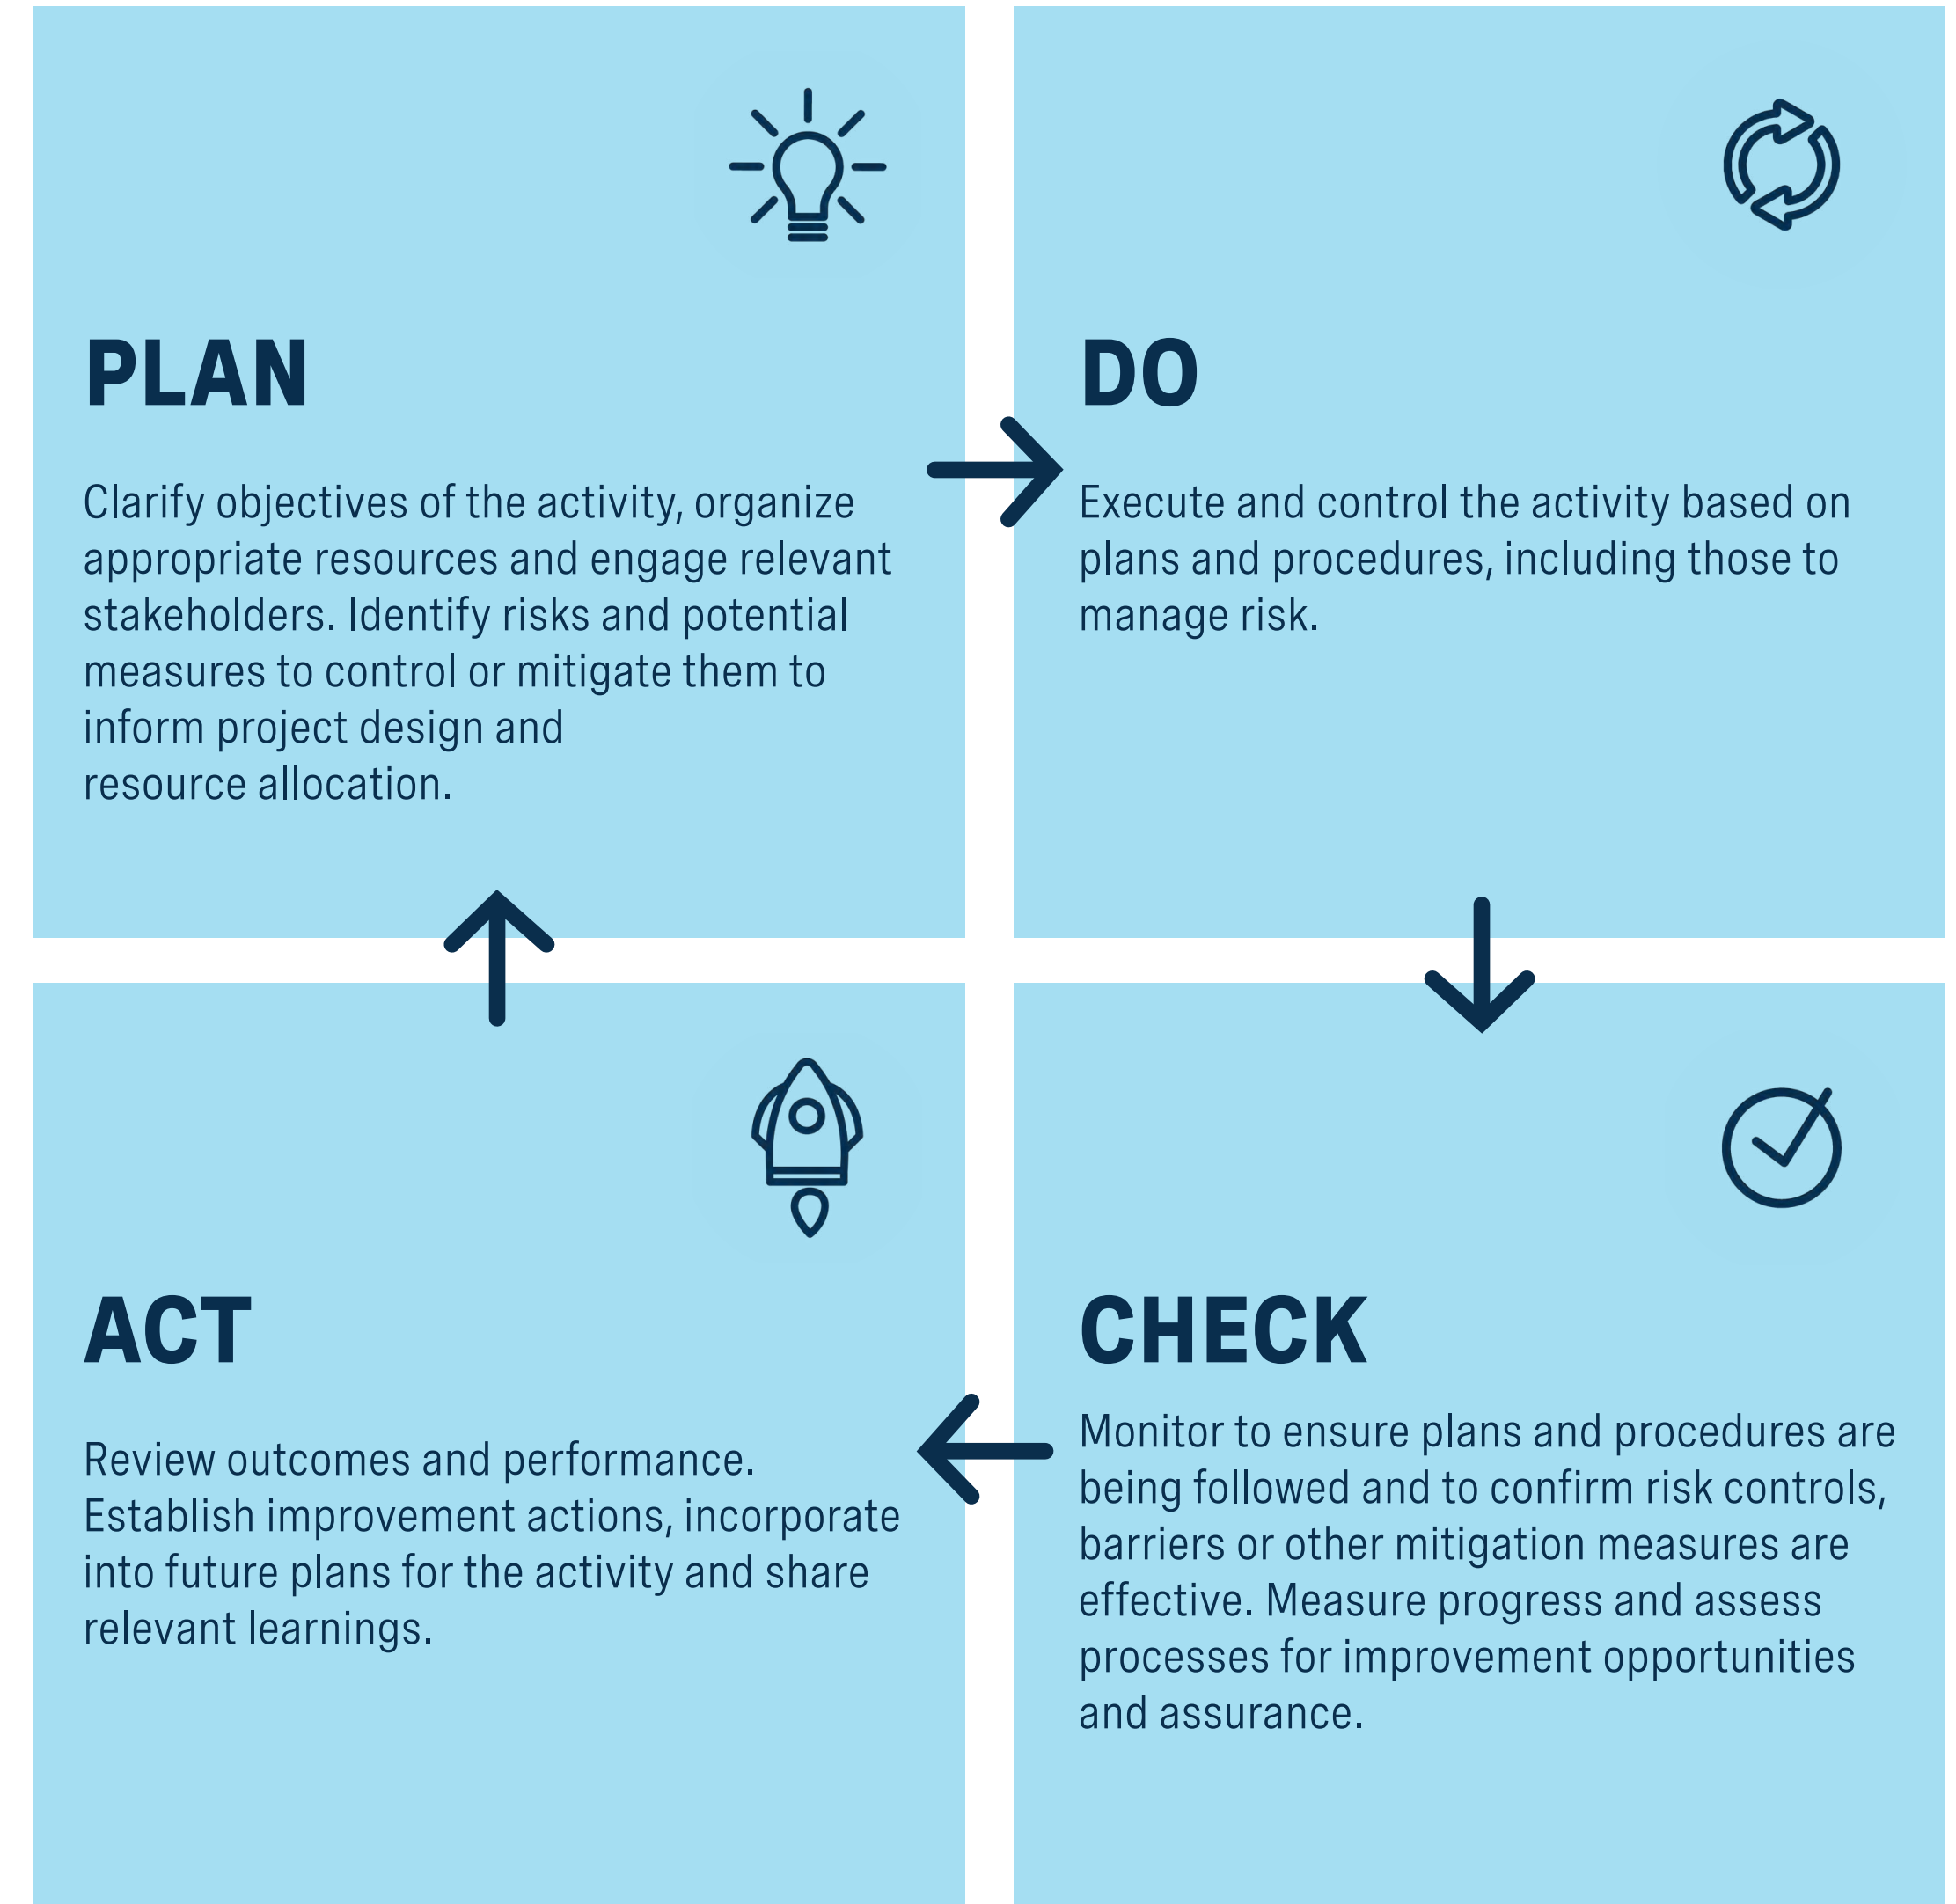 PLAN
Clarify objectives of the activity, organize
appropriate resources and engage relevant
stakeholders. Identify risks and potential
measures to control or mitigate them to
inform project design and
resource allocation.
DO
Execute and control the activity based on
plans and procedures, including those to
manage risk.
ACT
Review outcomes and performance.
Establish improvement actions, incorporate
into future plans for the activity and share
relevant learnings.
CHECK
Monitor to ensure plans and procedures are
being followed and to confirm risk controls,
barriers or other mitigation measures are
effective. Measure progress and assess
processes for improvement opportunities
and assurance.